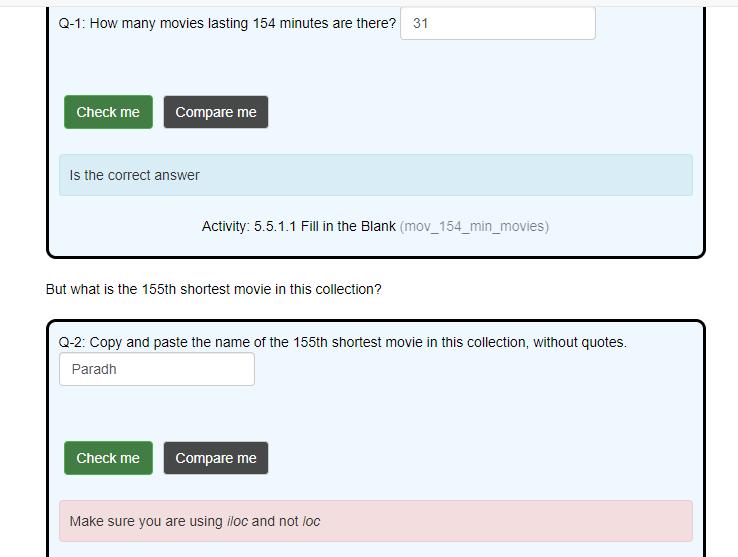 Q-1: How many movies lasting 154 minutes are there? 31
Check me Compare me
Is the correct answer
Activity: 5.5.1.1 Fill in the Blank (mov_154_min_movies)
But what is the 155th shortest movie in this collection?
Q-2: Copy and paste the name of the 155th shortest movie in this collection, without quotes.
Paradh
Check me Compare me
Make sure you are using iloc and not loc